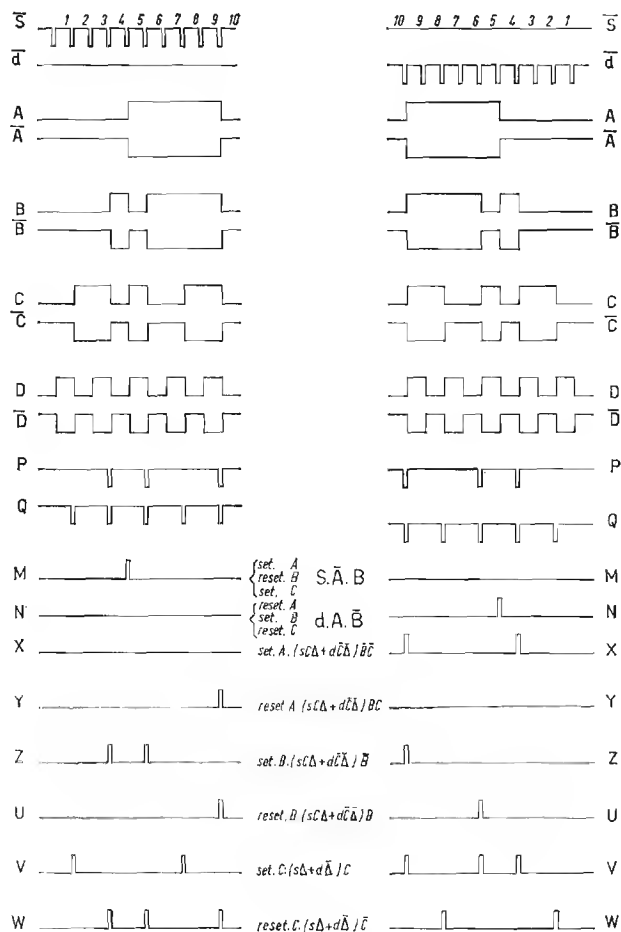 S̅ 1 2 3 4 5 6 7 8 9 10 10 9 8 7 6 5 4 3 2 1 S̅
d̅ d̅
A A
A̅ A̅
B B
B̅ B̅
C C
C̅ C̅
D D
D̅ D̅
P P
Q Q
M {set. A
reset. B
set. C S.A̅.B M
N {reset. A
set. B
reset. C d.A.B̅ N
X set. A. (sCΔ + dC̅Δ̅) B̅C̅ X
Y reset A (sCΔ + dC̅Δ̅) BC Y
Z set. B. (sCΔ + dC̅Δ̅) B̅ Z
U reset. B (sCΔ + dC̅Δ̅) B U
V set. C. (sΔ + dΔ̅) C V
W reset. C. (sΔ + dΔ̅) C̅ W